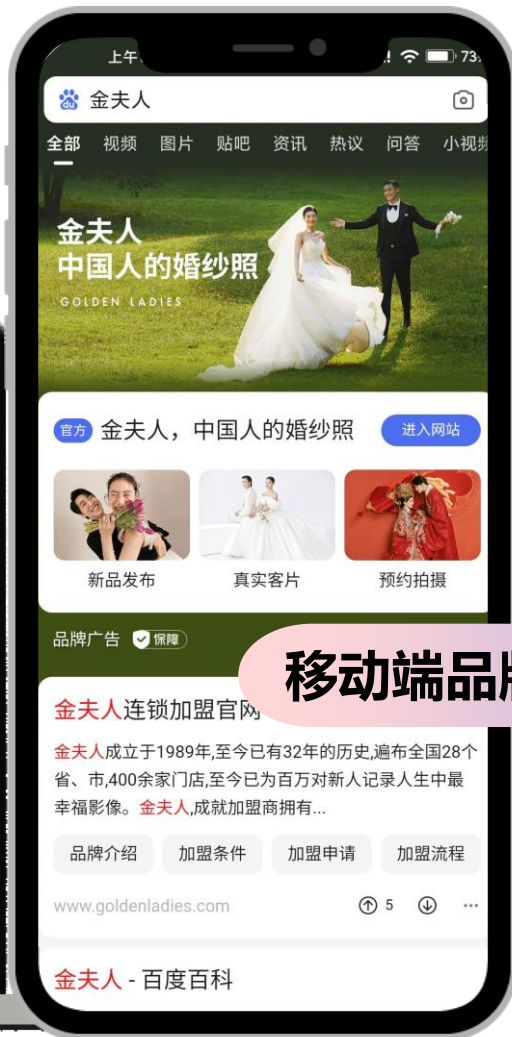 上午
73
金夫人
全部 视频 图片 贴吧 资讯 热议 问答 小视频
金夫人
中国人的婚纱照
GOLDEN LADIES
官方 金夫人，中国人的婚纱照 进入网站
新品发布 真实客片 预约拍摄
品牌广告 保障
移动端品牌
金夫人连锁加盟官网
金夫人成立于1989年,至今已有32年的历史,遍布全国28个
省、市,400余家门店,至今已为百万对新人记录人生中最
幸福影像。金夫人,成就加盟商拥有...
品牌介绍 加盟条件 加盟申请 加盟流程
www.goldenladies.com 5 ...
金夫人 - 百度百科